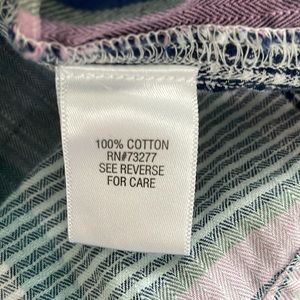 100% COTTON
RN#73277
SEE REVERSE
FOR CARE